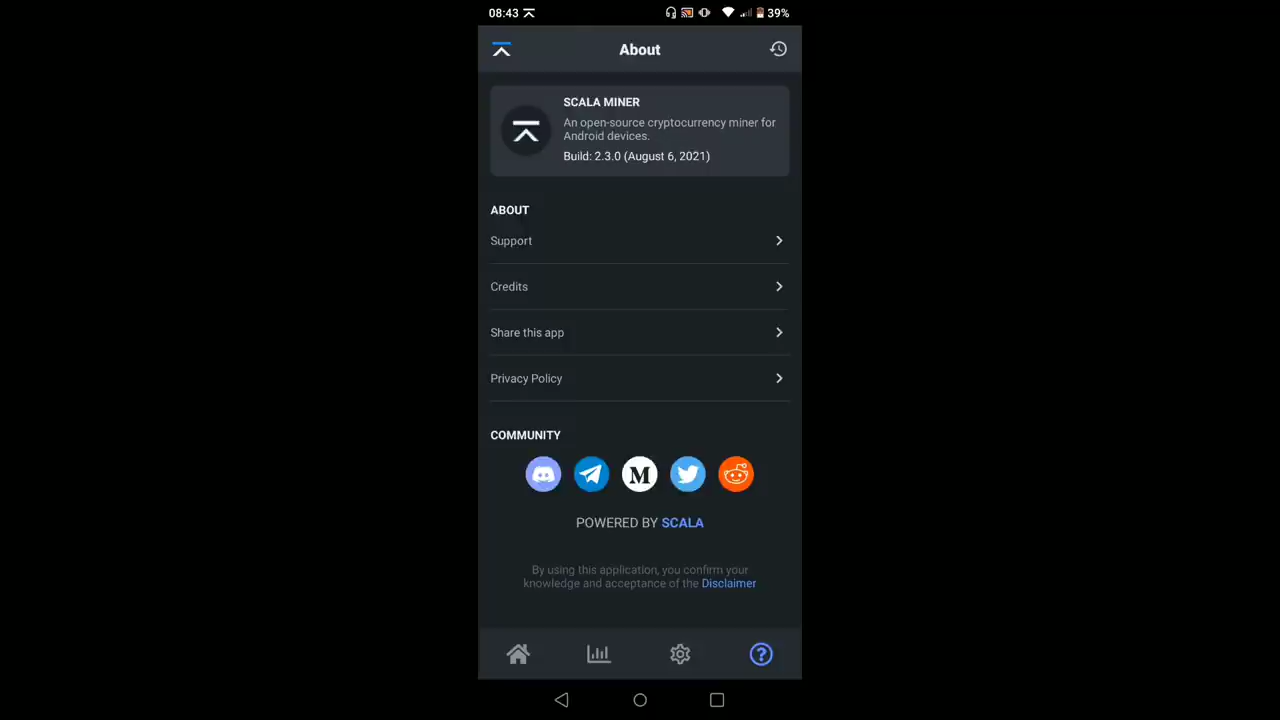 08:43
39%
About
SCALA MINER
An open-source cryptocurrency miner for
Android devices.
Build: 2.3.0 (August 6, 2021)
ABOUT
Support
Credits
Share this app
Privacy Policy
COMMUNITY
M
POWERED BY SCALA
By using this application, you confirm your
knowledge and acceptance of the Disclaimer
?